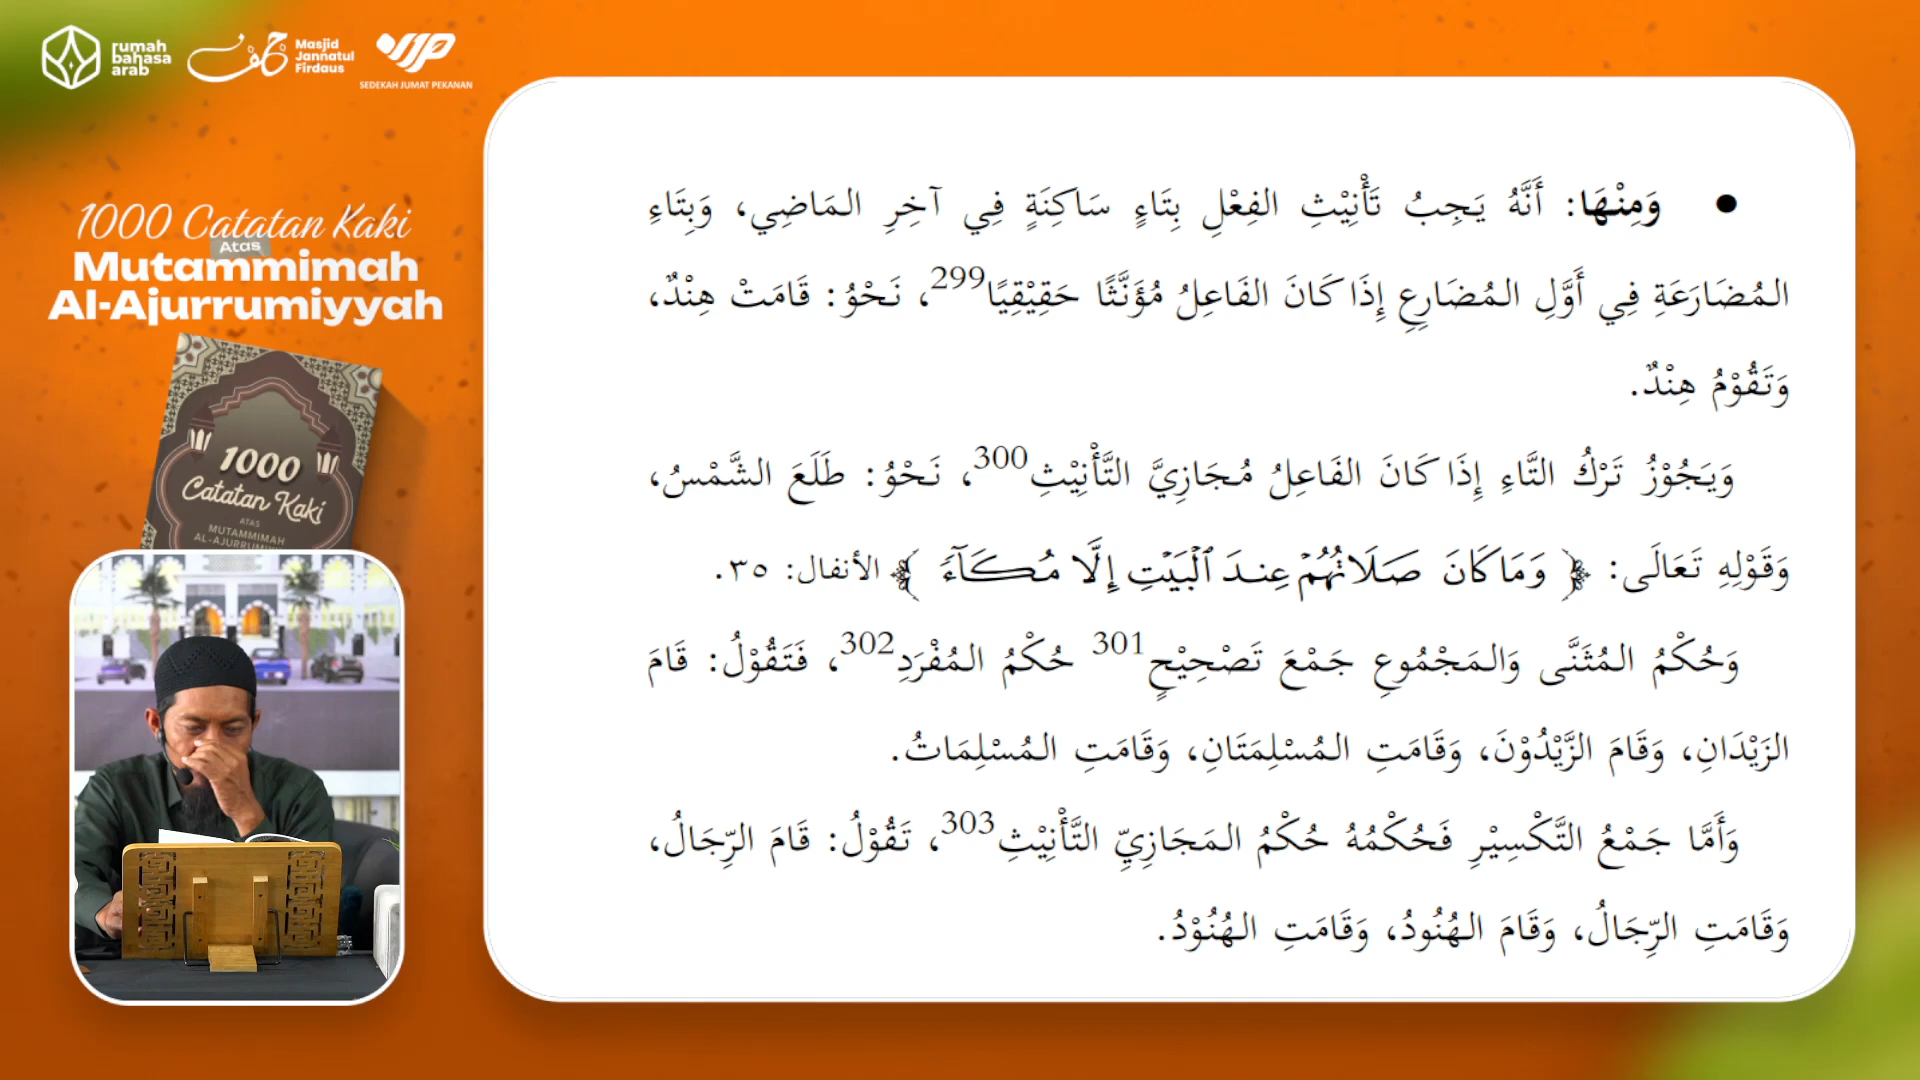 rumah
bahasa
arab
Masjid
Jannatul
Firdaus
VIP
SEDEKAH JUMAT PEKANAN
1000 Catatan Kaki
Atas
Mutammimah
Al-Ajurrumiyyah
1000
Catatan Kaki
ATAS
MUTAMMIMAH
● وَمِنْهَا: أَنَّهُ يَجِبُ تَأْنِيْثِ الفِعْلِ بِتَاءٍ سَاكِنَةٍ فِي آخِرِ المَاضِي، وَبِتَاءِ
المُضَارَعَةِ فِي أَوَّلِ المُضَارِعِ إِذَا كَانَ الفَاعِلُ مُؤَنَّثًا حَقِيْقِيًا299، نَحْوُ: قَامَتْ هِنْدٌ،
وَتَقُوْمُ هِنْدٌ.
وَيَجُوْزُ تَرْكُ التَّاءِ إِذَا كَانَ الفَاعِلُ مُجَازِيَّ التَّأْنِيْثِ300، نَحْوُ: طَلَعَ الشَّمْسُ،
وَقَوْلِهِ تَعَالَى: ﴿ وَمَا كَانَ صَلَاتُهُمْ عِندَ ٱلْبَيْتِ إِلَّا مُكَآءً ﴾ الأنفال: ٣٥.
وَحُكْمُ المُثَنَّى وَالمَجْمُوعِ جَمْعَ تَصْحِيْحٍ301 حُكْمُ المُفْرَدِ302، فَتَقُوْلُ: قَامَ
الزَيْدَانِ، وَقَامَ الزَّيْدُوْنَ، وَقَامَتِ المُسْلِمَتَانِ، وَقَامَتِ المُسْلِمَاتُ.
وَأَمَّا جَمْعُ التَّكْسِيْرِ فَحُكْمُهُ حُكْمُ المَجَازِيِّ التَّأْنِيْثِ303، تَقُوْلُ: قَامَ الرِّجَالُ،
وَقَامَتِ الرِّجَالُ، وَقَامَ الهُنُودُ، وَقَامَتِ الهُنُوْدُ.